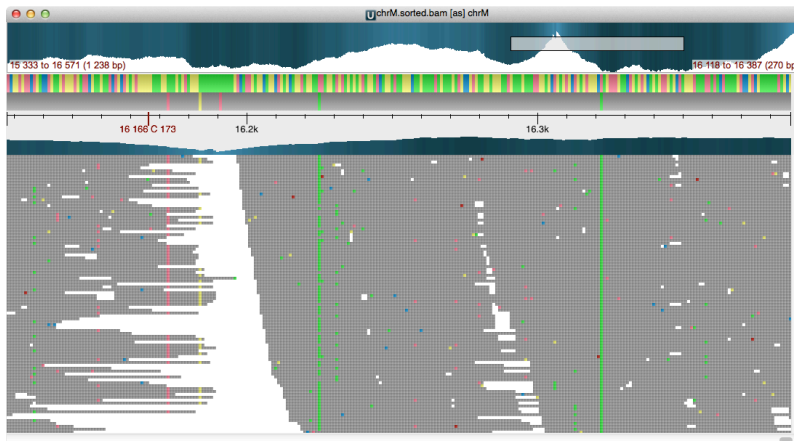 chrM.sorted.bam [as] chrM
15 333 to 16 571 (1 238 bp)
16 118 to 16 387 (270 bp
16 166 C 173
16.2k
16.3k